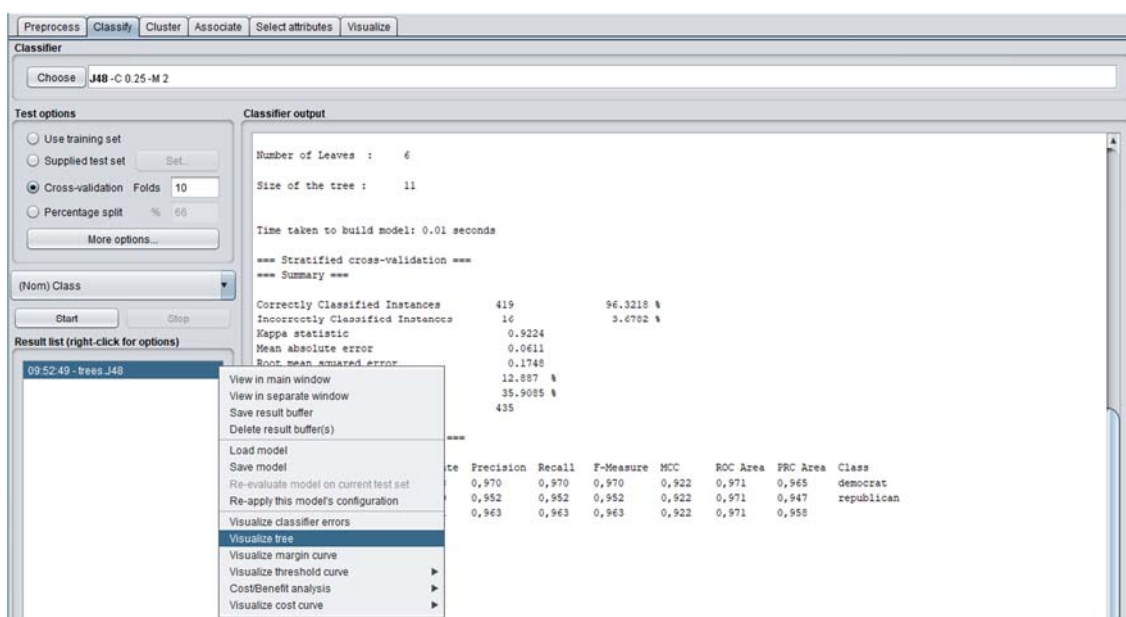 Preprocess Classify Cluster Associate Select attributes Visualize
Classifier
Choose J48 -C 0.25 -M 2
Test options
Use training set
Supplied test set Set...
Cross-validation Folds 10
Percentage split % 66
More options...
(Nom) Class
Start Stop
Result list (right-click for options)
09:52:49 - trees.J48
Classifier output
Number of Leaves : 6
Size of the tree : 11
Time taken to build model: 0.01 seconds
=== Stratified cross-validation ===
=== Summary ===
Correctly Classified Instances 419 96.3218 %
Incorrectly Classified Instances 16 3.6782 %
Kappa statistic 0.9224
Mean absolute error 0.0611
Root mean squared error 0.1748
12.887 %
35.9085 %
435
===
Precision Recall F-Measure MCC ROC Area PRC Area Class
0,970 0,970 0,970 0,922 0,971 0,965 democrat
0,952 0,952 0,952 0,922 0,971 0,947 republican
0,963 0,963 0,963 0,922 0,971 0,958
View in main window
View in separate window
Save result buffer
Delete result buffer(s)
Load model
Save model
Re-evaluate model on current test set
Re-apply this model's configuration
Visualize classifier errors
Visualize tree
Visualize margin curve
Visualize threshold curve
Cost/Benefit analysis
Visualize cost curve